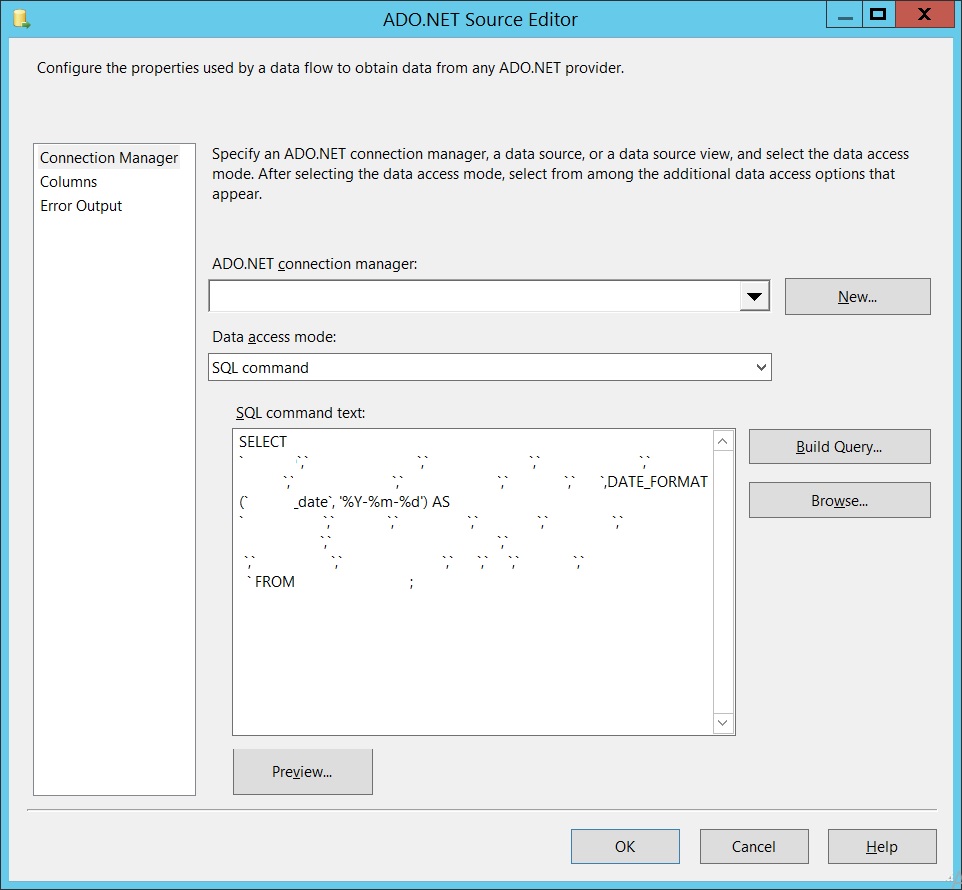 ADO.NET Source Editor
Configure the properties used by a data flow to obtain data from any ADO.NET provider.
Connection Manager
Columns
Error Output
Specify an ADO.NET connection manager, a data source, or a data source view, and select the data access
mode. After selecting the data access mode, select from among the additional data access options that
appear.
ADO.NET connection manager:
New...
Data access mode:
SQL command
SQL command text:
SELECT
` `,` `,` `,` `,`
`,` `,` `,` `,` `,DATE_FORMAT
(` _date`, '%Y-%m-%d') AS
` `,` `,` `,` `,` `,`
`,` `,`
`,` `,` `,` `,` `,` `,`
` FROM ;
Build Query...
Browse...
Preview...
OK
Cancel
Help